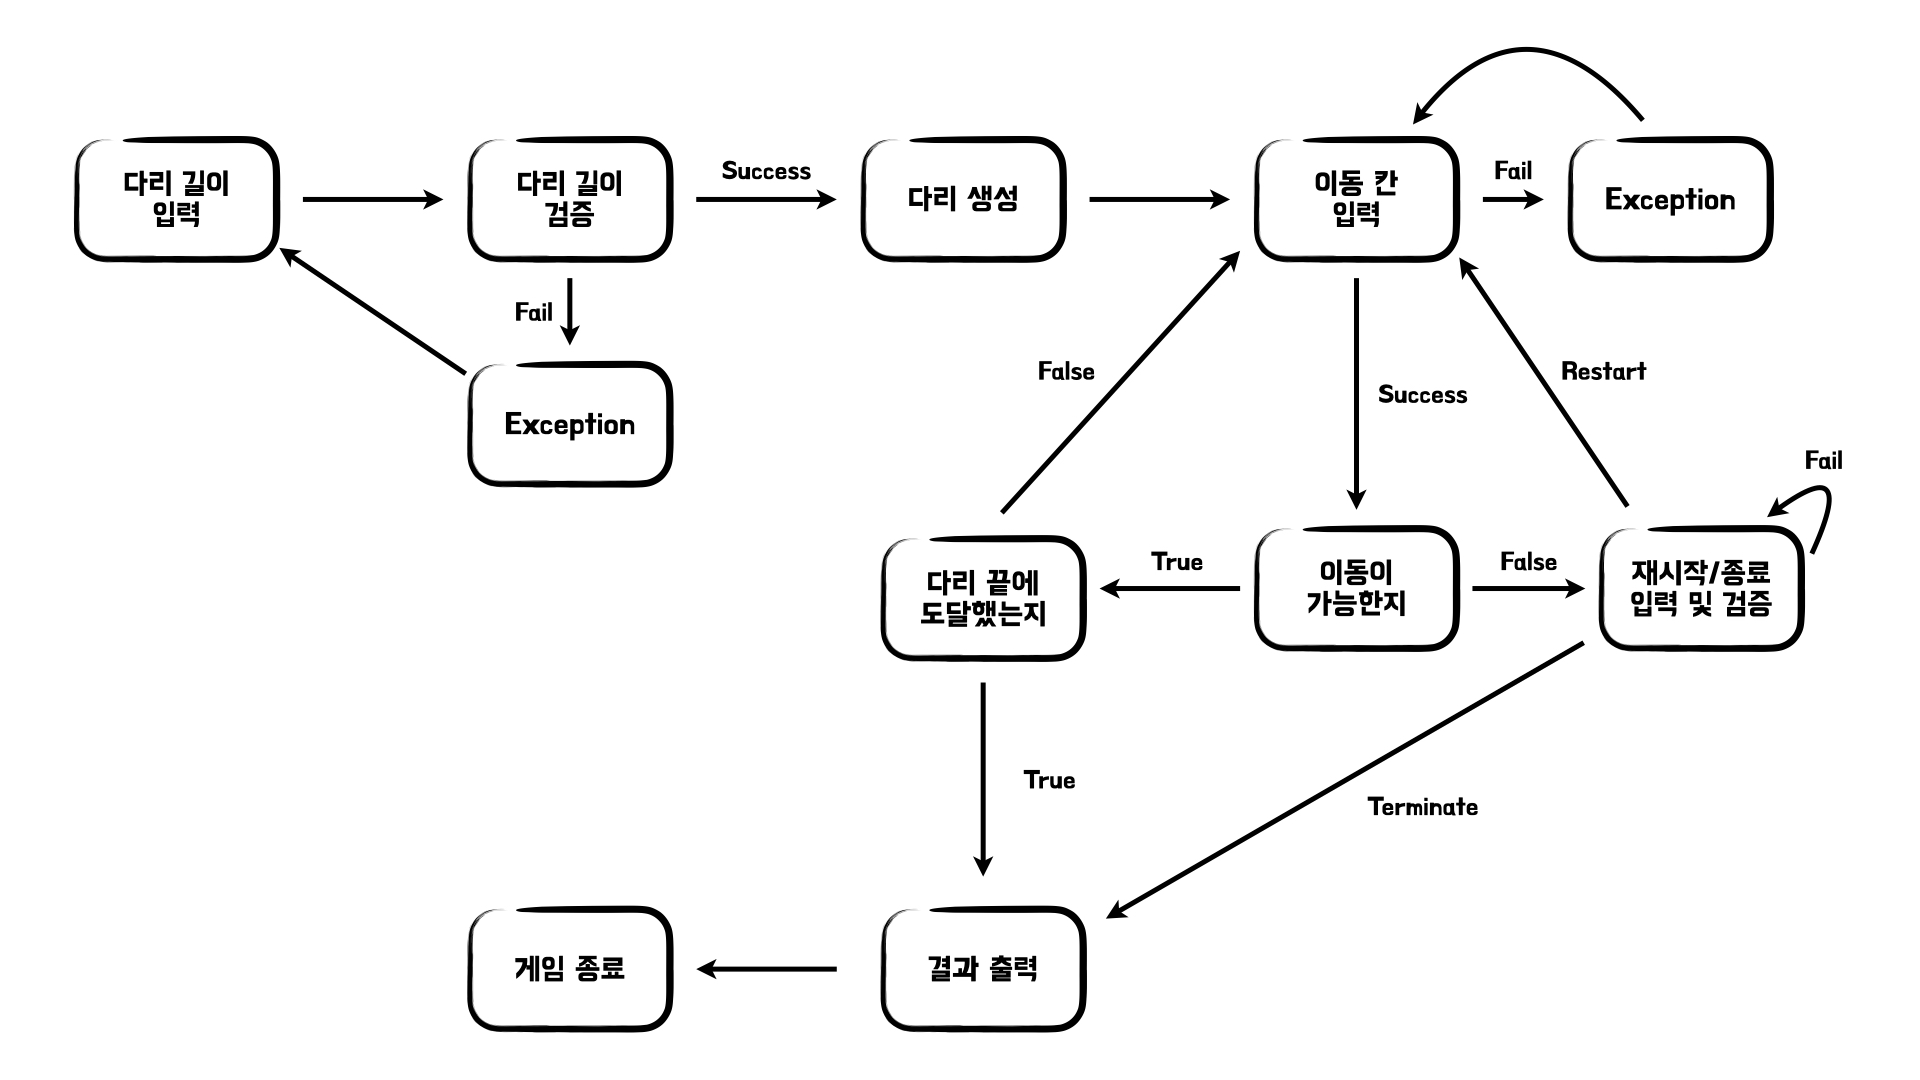 다리 길이
입력
다리 길이
검증
Success
다리 생성
이동 칸
입력
Fail
Exception
Fail
Exception
False
Success
Restart
Fail
다리 끝에
도달했는지
True
이동이
가능한지
False
재시작/종료
입력 및 검증
True
Terminate
게임 종료
결과 출력